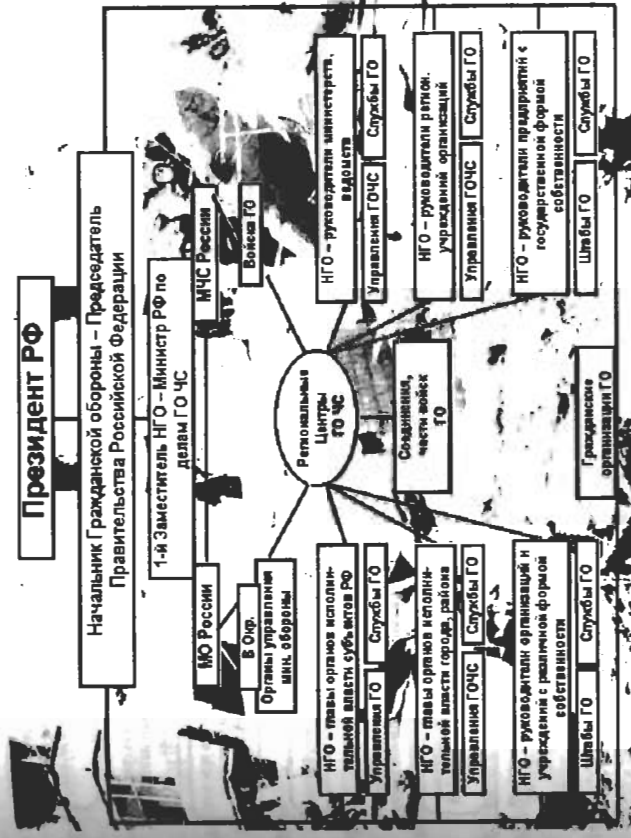 Президент РФ
Начальник Гражданской обороны – Председатель
Правительства Российской Федерации
1-й Заместитель НГО – Министр РФ по
делам ГО ЧС
МО России
МЧС России
В Окр.
Войска ГО
Органы управления
мин. обороны
Региональные
Центры
ГО ЧС
НГО – главы органов исполни-
тельной власти субъектов РФ
Управления ГО
Службы ГО
НГО – руководители министерств,
ведомств
Управления ГОЧС
Службы ГО
Соединения,
части войск
ГО
НГО – главы органов исполни-
тельной власти города, района
Управления ГОЧС
Службы ГО
НГО – руководители регион.
учреждений организаций
Управления ГОЧС
Службы ГО
НГО – руководители организаций и
учреждений с различной формой
собственности
Штабы ГО
Службы ГО
Гражданские
организации ГО
НГО – руководители предприятий с
государственной формой
собственности
Штабы ГО
Службы ГО